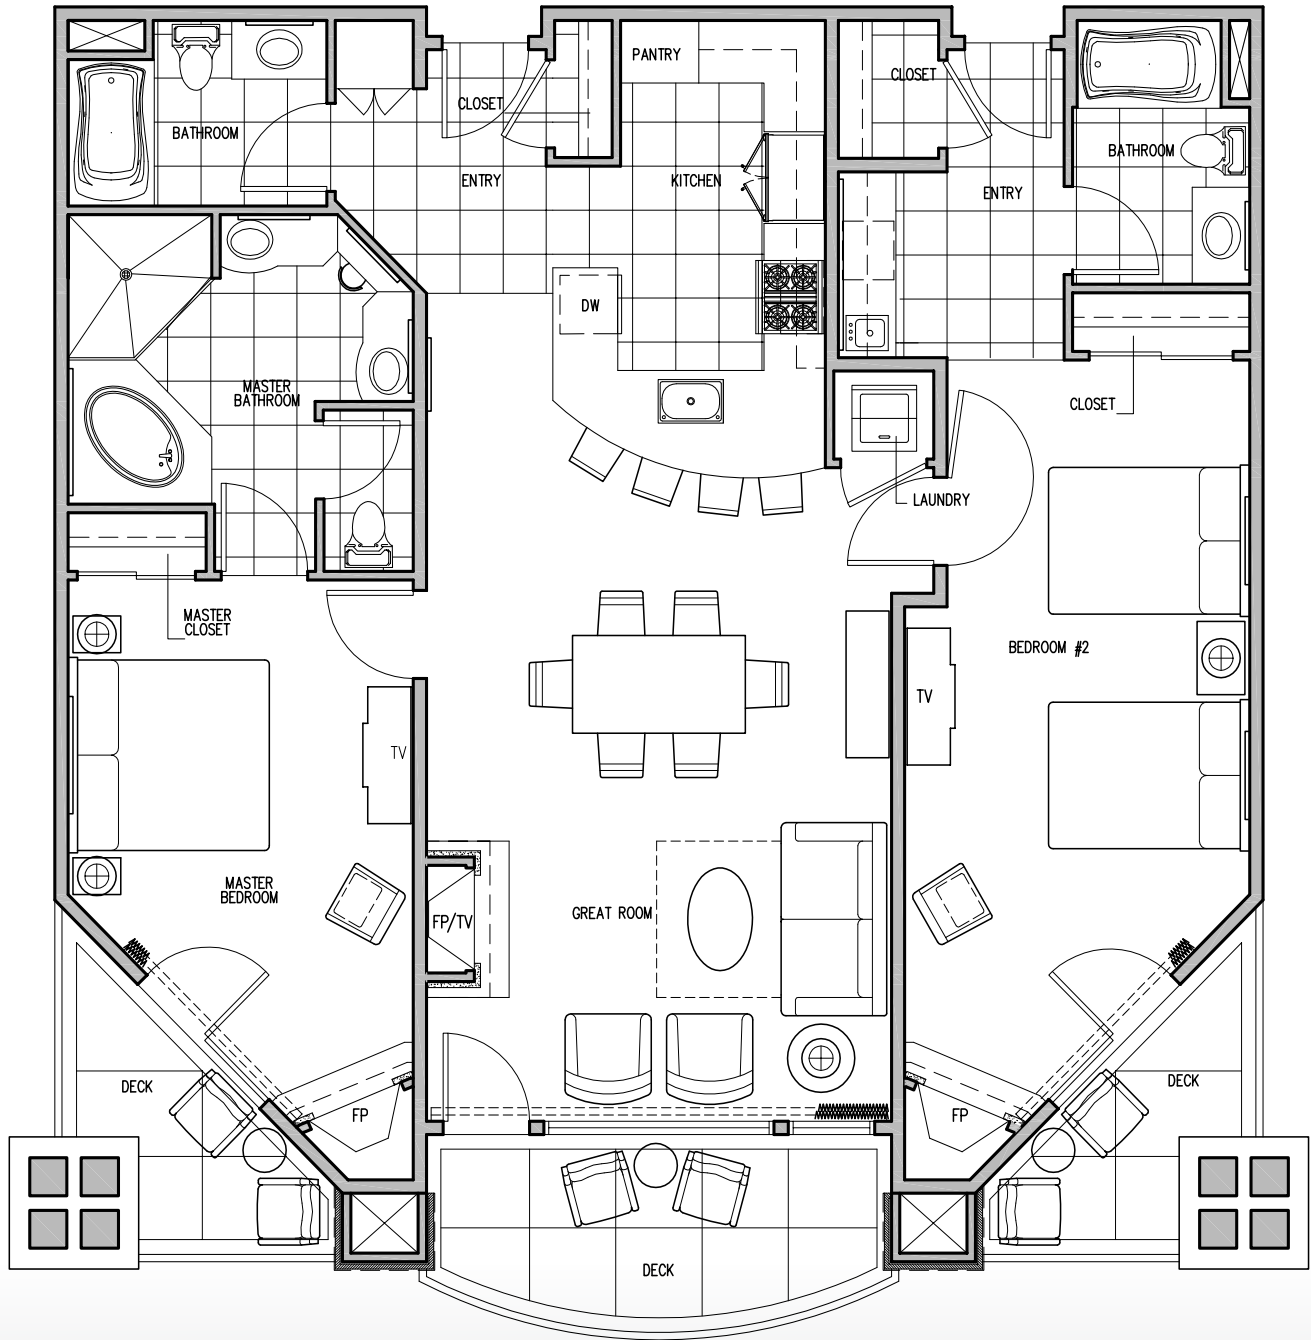 PANTRY
CLOSET
CLOSET
BATHROOM
BATHROOM
ENTRY
KITCHEN
ENTRY
DW
MASTER
BATHROOM
CLOSET
LAUNDRY
MASTER
CLOSET
BEDROOM #2
TV
TV
MASTER
BEDROOM
FP/TV
GREAT ROOM
DECK
DECK
FP
FP
DECK